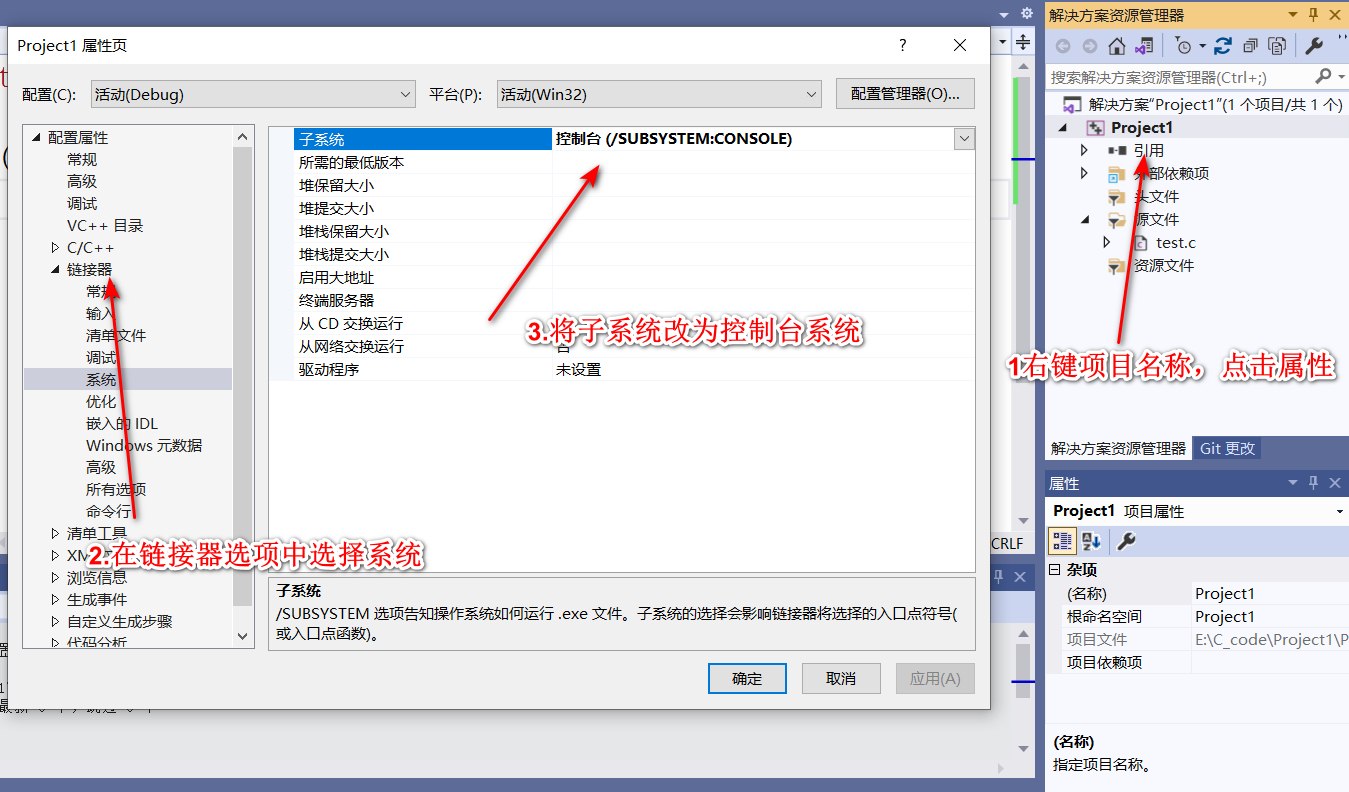 解决方案资源管理器
Project1 属性页
?
配置(C):
活动(Debug)
平台(P):
活动(Win32)
配置管理器(O)...
搜索解决方案资源管理器(Ctrl+;)
解决方案"Project1"(1 个项目/共 1 个)
Project1
引用
外部依赖项
头文件
源文件
test.c
资源文件
配置属性
常规
高级
调试
VC++ 目录
C/C++
链接器
常规
输入
清单文件
调试
系统
优化
嵌入的 IDL
Windows 元数据
高级
所有选项
命令行
清单工具
XM
浏览信息
生成事件
自定义生成步骤
代码分析
子系统
控制台 (/SUBSYSTEM:CONSOLE)
所需的最低版本
堆保留大小
堆提交大小
堆栈保留大小
堆栈提交大小
启用大地址
终端服务器
从 CD 交换运行
从网络交换运行
否
驱动程序
未设置
3.将子系统改为控制台系统
1右键项目名称，点击属性
2.在链接器选项中选择系统
子系统
/SUBSYSTEM 选项告知操作系统如何运行 .exe 文件。子系统的选择会影响链接器将选择的入口点符号(
或入口点函数)。
确定
取消
应用(A)
CRLF
解决方案资源管理器
Git 更改
属性
Project1 项目属性
杂项
(名称)
Project1
根命名空间
Project1
项目文件
E:\C_code\Project1\P
项目依赖项
(名称)
指定项目名称。